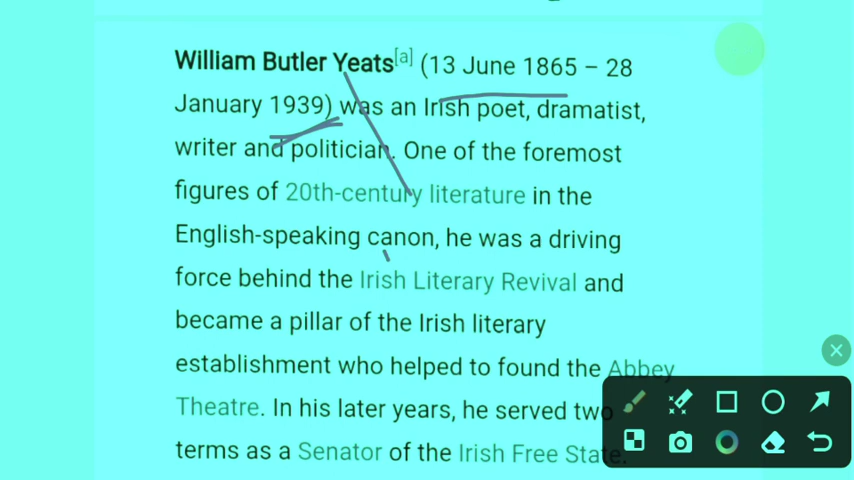 William Butler Yeats[a] (13 June 1865 – 28
January 1939) was an Irish poet, dramatist,
writer and politician. One of the foremost
figures of 20th-century literature in the
English-speaking canon, he was a driving
force behind the Irish Literary Revival and
became a pillar of the Irish literary
establishment who helped to found the Abbey
Theatre. In his later years, he served two
terms as a Senator of the Irish Free State.